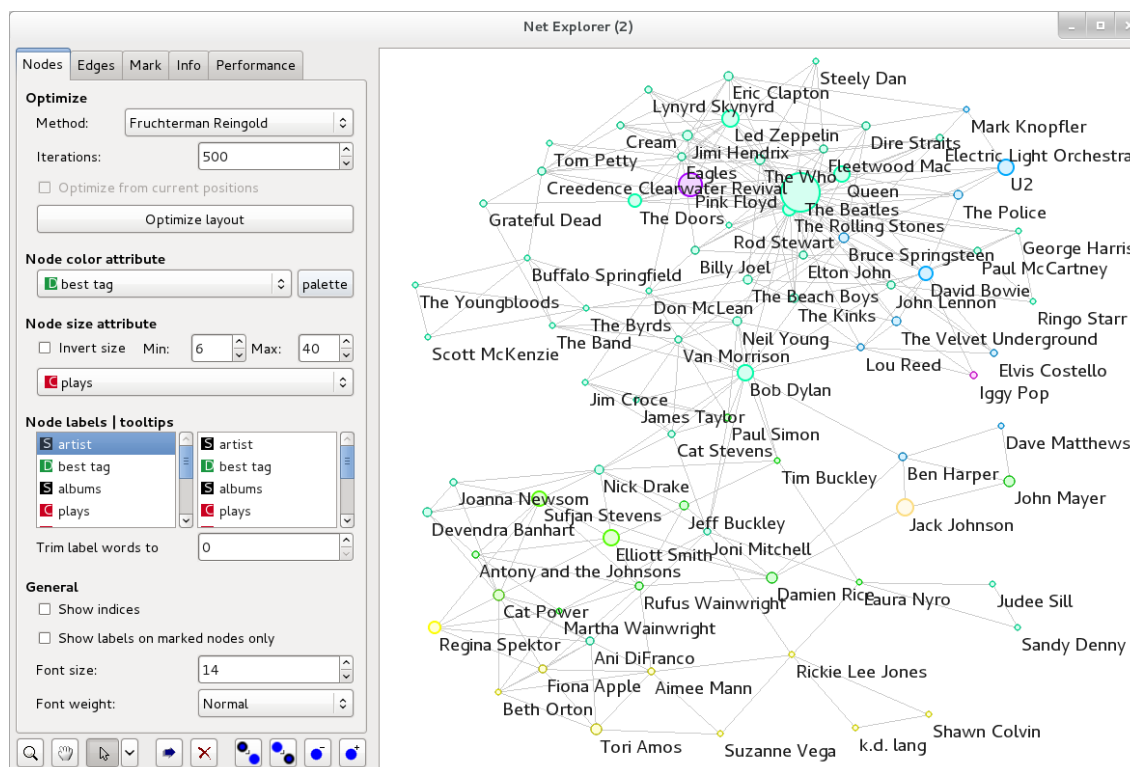 Net Explorer (2)
Nodes Edges Mark Info Performance
Optimize
Method: Fruchterman Reingold
Iterations: 500
Optimize from current positions
Optimize layout
Node color attribute
D best tag palette
Node size attribute
Invert size Min: 6 Max: 40
C plays
Node labels | tooltips
S artist S artist
D best tag D best tag
S albums S albums
C plays C plays
Trim label words to 0
General
Show indices
Show labels on marked nodes only
Font size: 14
Font weight: Normal
Steely Dan
Eric Clapton
Lynyrd Skynyrd
Mark Knopfler
Led Zeppelin
Cream
Dire Straits
Jimi Hendrix
Electric Light Orchestra
Tom Petty
Fleetwood Mac
The Who
Eagles
U2
Creedence Clearwater Revival
Queen
Pink Floyd
The Beatles
The Police
Grateful Dead
The Doors
The Rolling Stones
Rod Stewart
George Harris
Bruce Springsteen
Buffalo Springfield
Billy Joel
Elton John
Paul McCartney
David Bowie
The Youngbloods
The Beach Boys
John Lennon
Don McLean
The Kinks
Ringo Starr
The Byrds
Neil Young
The Velvet Underground
The Band
Scott McKenzie
Van Morrison
Lou Reed
Elvis Costello
Bob Dylan
Iggy Pop
Jim Croce
James Taylor
Paul Simon
Dave Matthews
Cat Stevens
Ben Harper
Tim Buckley
Nick Drake
John Mayer
Joanna Newsom
Sufjan Stevens
Jack Johnson
Jeff Buckley
Devendra Banhart
Joni Mitchell
Elliott Smith
Antony and the Johnsons
Damien Rice
Laura Nyro
Judee Sill
Rufus Wainwright
Cat Power
Martha Wainwright
Sandy Denny
Regina Spektor
Ani DiFranco
Rickie Lee Jones
Fiona Apple
Aimee Mann
Beth Orton
Shawn Colvin
k.d. lang
Tori Amos
Suzanne Vega